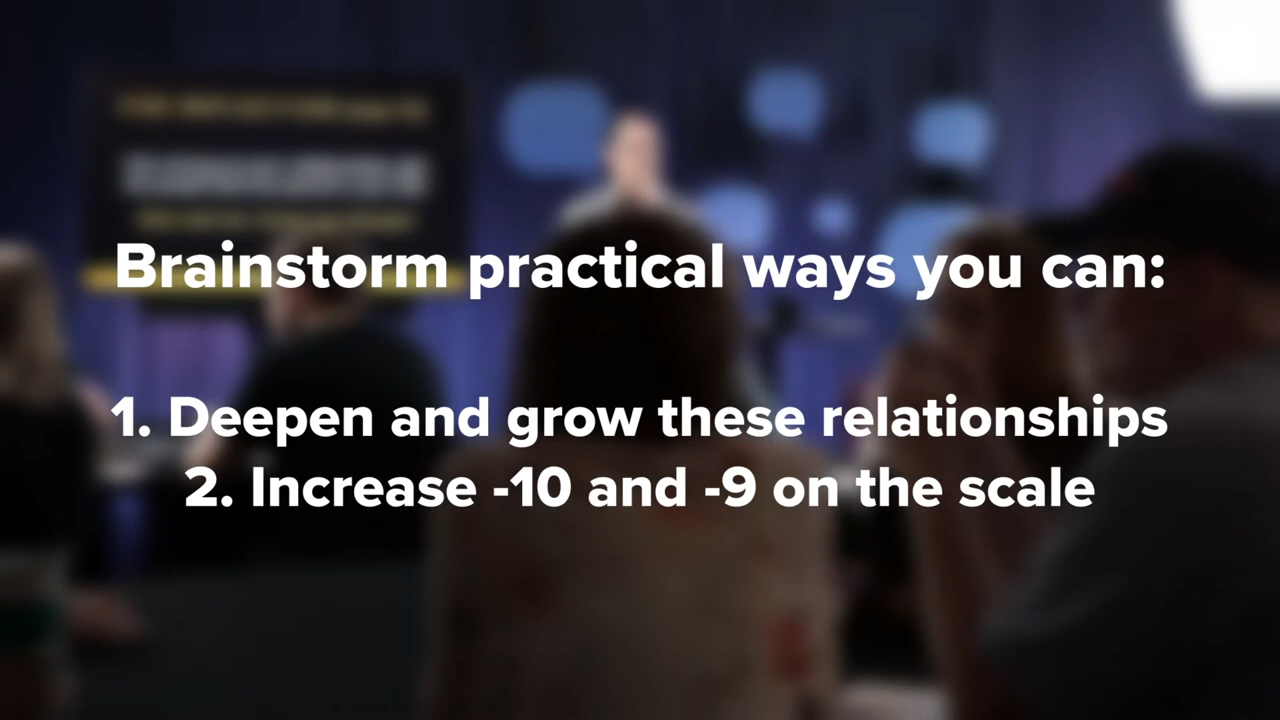 Brainstorm practical ways you can:
1. Deepen and grow these relationships
2. Increase -10 and -9 on the scale